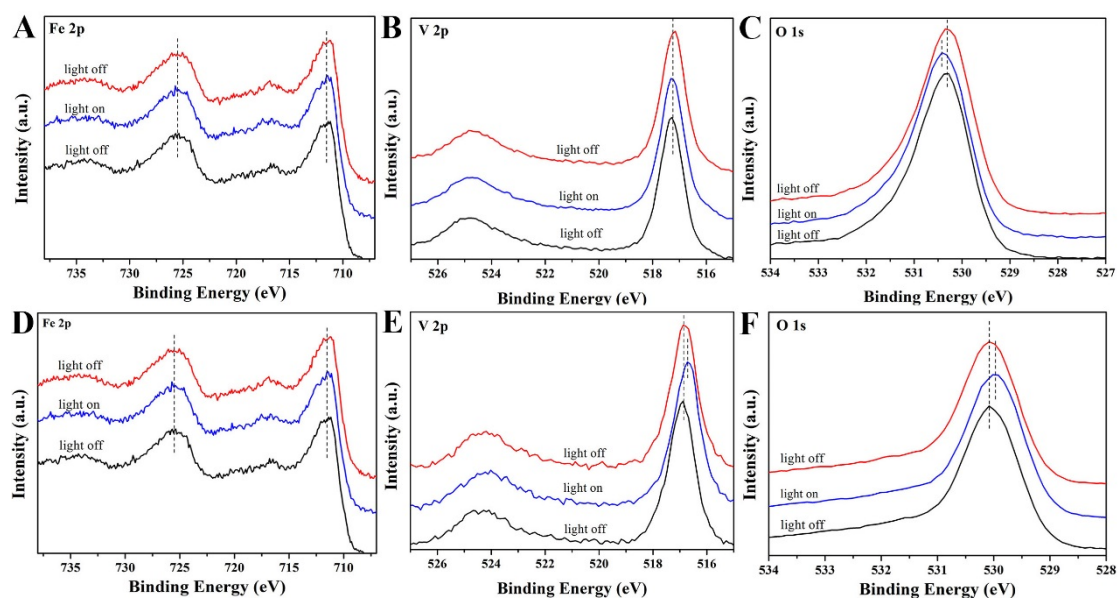 A
Fe 2p
light off
light on
light off
Intensity (a.u.)
735 730 725 720 715 710
Binding Energy (eV)
B
V 2p
light off
light on
light off
Intensity (a.u.)
526 524 522 520 518 516
Binding Energy (eV)
C
O 1s
light off
light on
light off
Intensity (a.u.)
534 533 532 531 530 529 528 527
Binding Energy (eV)
D
Fe 2p
light off
light on
light off
Intensity (a.u.)
735 730 725 720 715 710
Binding Energy (eV)
E
V 2p
light off
light on
light off
Intensity (a.u.)
526 524 522 520 518 516
Binding Energy (eV)
F
O 1s
light off
light on
light off
Intensity (a.u.)
534 533 532 531 530 529 528
Binding Energy (eV)